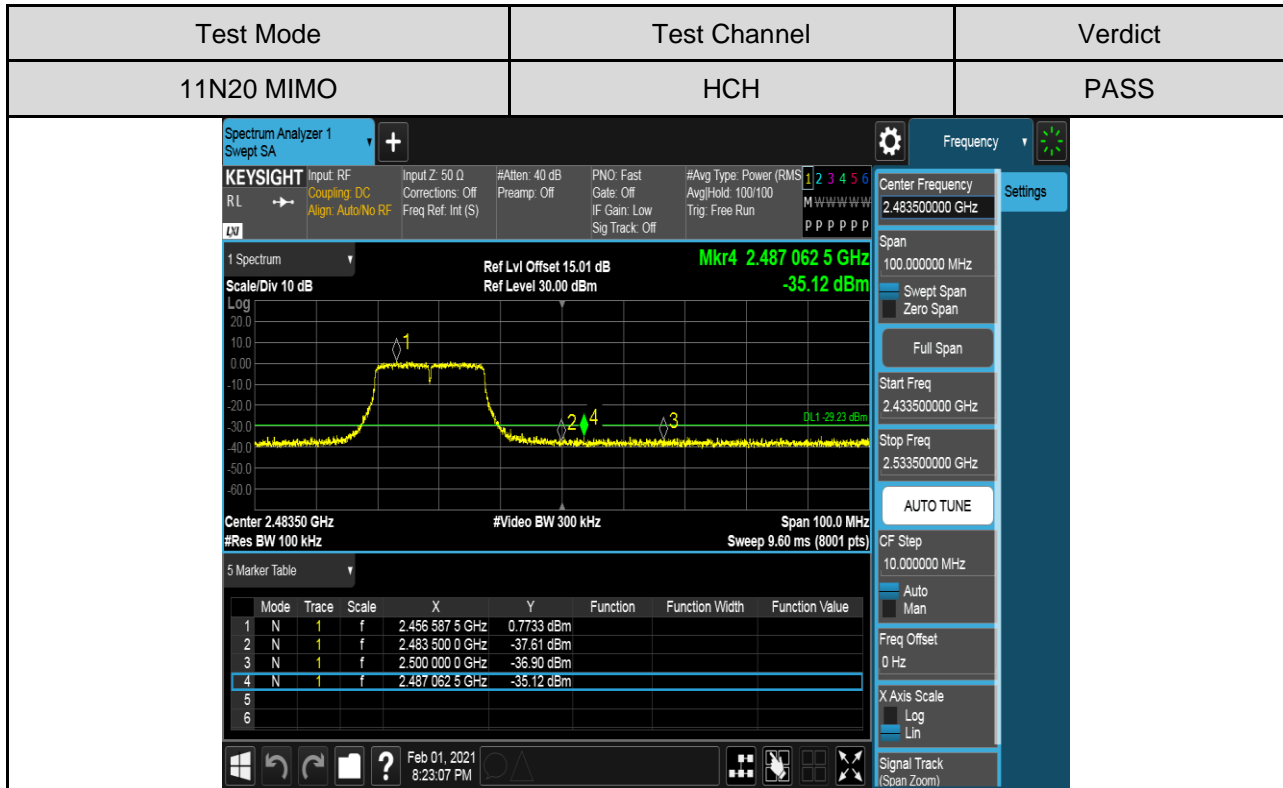 Test Mode Test Channel Verdict
11N20 MIMO HCH PASS
Spectrum Analyzer 1
Swept SA
+
Frequency
KEYSIGHT
RL
LXI
Input: RF
Coupling: DC
Align: Auto/No RF
Input Z: 50 Ω
Corrections: Off
Freq Ref: Int (S)
#Atten: 40 dB
Preamp: Off
PNO: Fast
Gate: Off
IF Gain: Low
Sig Track: Off
#Avg Type: Power (RMS
Avg|Hold: 100/100
Trig: Free Run
1 2 3 4 5 6
M W W W W W
P P P P P P
1 Spectrum
Scale/Div 10 dB
Ref Lvl Offset 15.01 dB
Ref Level 30.00 dBm
Mkr4 2.487 062 5 GHz
-35.12 dBm
Log
20.0
10.0
0.00
-10.0
-20.0
-30.0
-40.0
-50.0
-60.0
1
2
4
3
DL1 -29.23 dBm
Center 2.48350 GHz #Video BW 300 kHz Span 100.0 MHz
#Res BW 100 kHz Sweep 9.60 ms (8001 pts)
5 Marker Table
Mode Trace Scale X Y Function Function Width Function Value
1 N 1 f 2.456 587 5 GHz 0.7733 dBm
2 N 1 f 2.483 500 0 GHz -37.61 dBm
3 N 1 f 2.500 000 0 GHz -36.90 dBm
4 N 1 f 2.487 062 5 GHz -35.12 dBm
5
6
?
Feb 01, 2021
8:23:07 PM
Center Frequency
2.483500000 GHz
Settings
Span
100.000000 MHz
Swept Span
Zero Span
Full Span
Start Freq
2.433500000 GHz
Stop Freq
2.533500000 GHz
AUTO TUNE
CF Step
10.000000 MHz
Auto
Man
Freq Offset
0 Hz
X Axis Scale
Log
Lin
Signal Track
(Span Zoom)